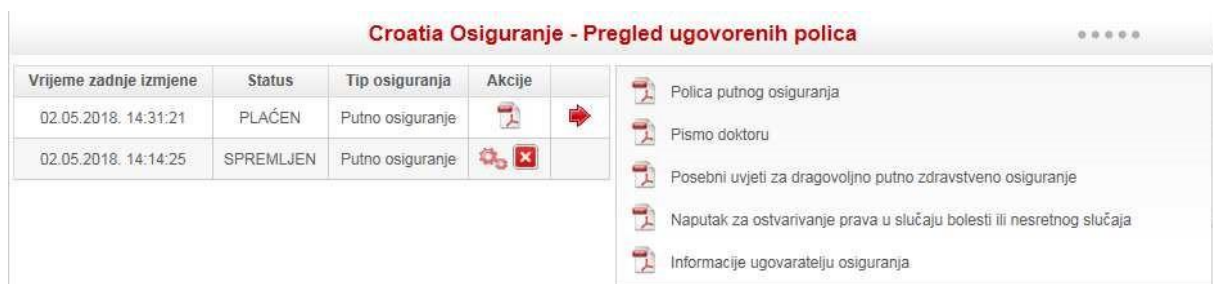 Croatia Osiguranje - Pregled ugovorenih polica
Vrijeme zadnje izmjene Status Tip osiguranja Akcije
02.05.2018. 14:31:21 PLAĆEN Putno osiguranje
02.05.2018. 14:14:25 SPREMLJEN Putno osiguranje
Polica putnog osiguranja
Pismo doktoru
Posebni uvjeti za dragovoljno putno zdravstveno osiguranje
Naputak za ostvarivanje prava u slučaju bolesti ili nesretnog slučaja
Informacije ugovaratelju osiguranja